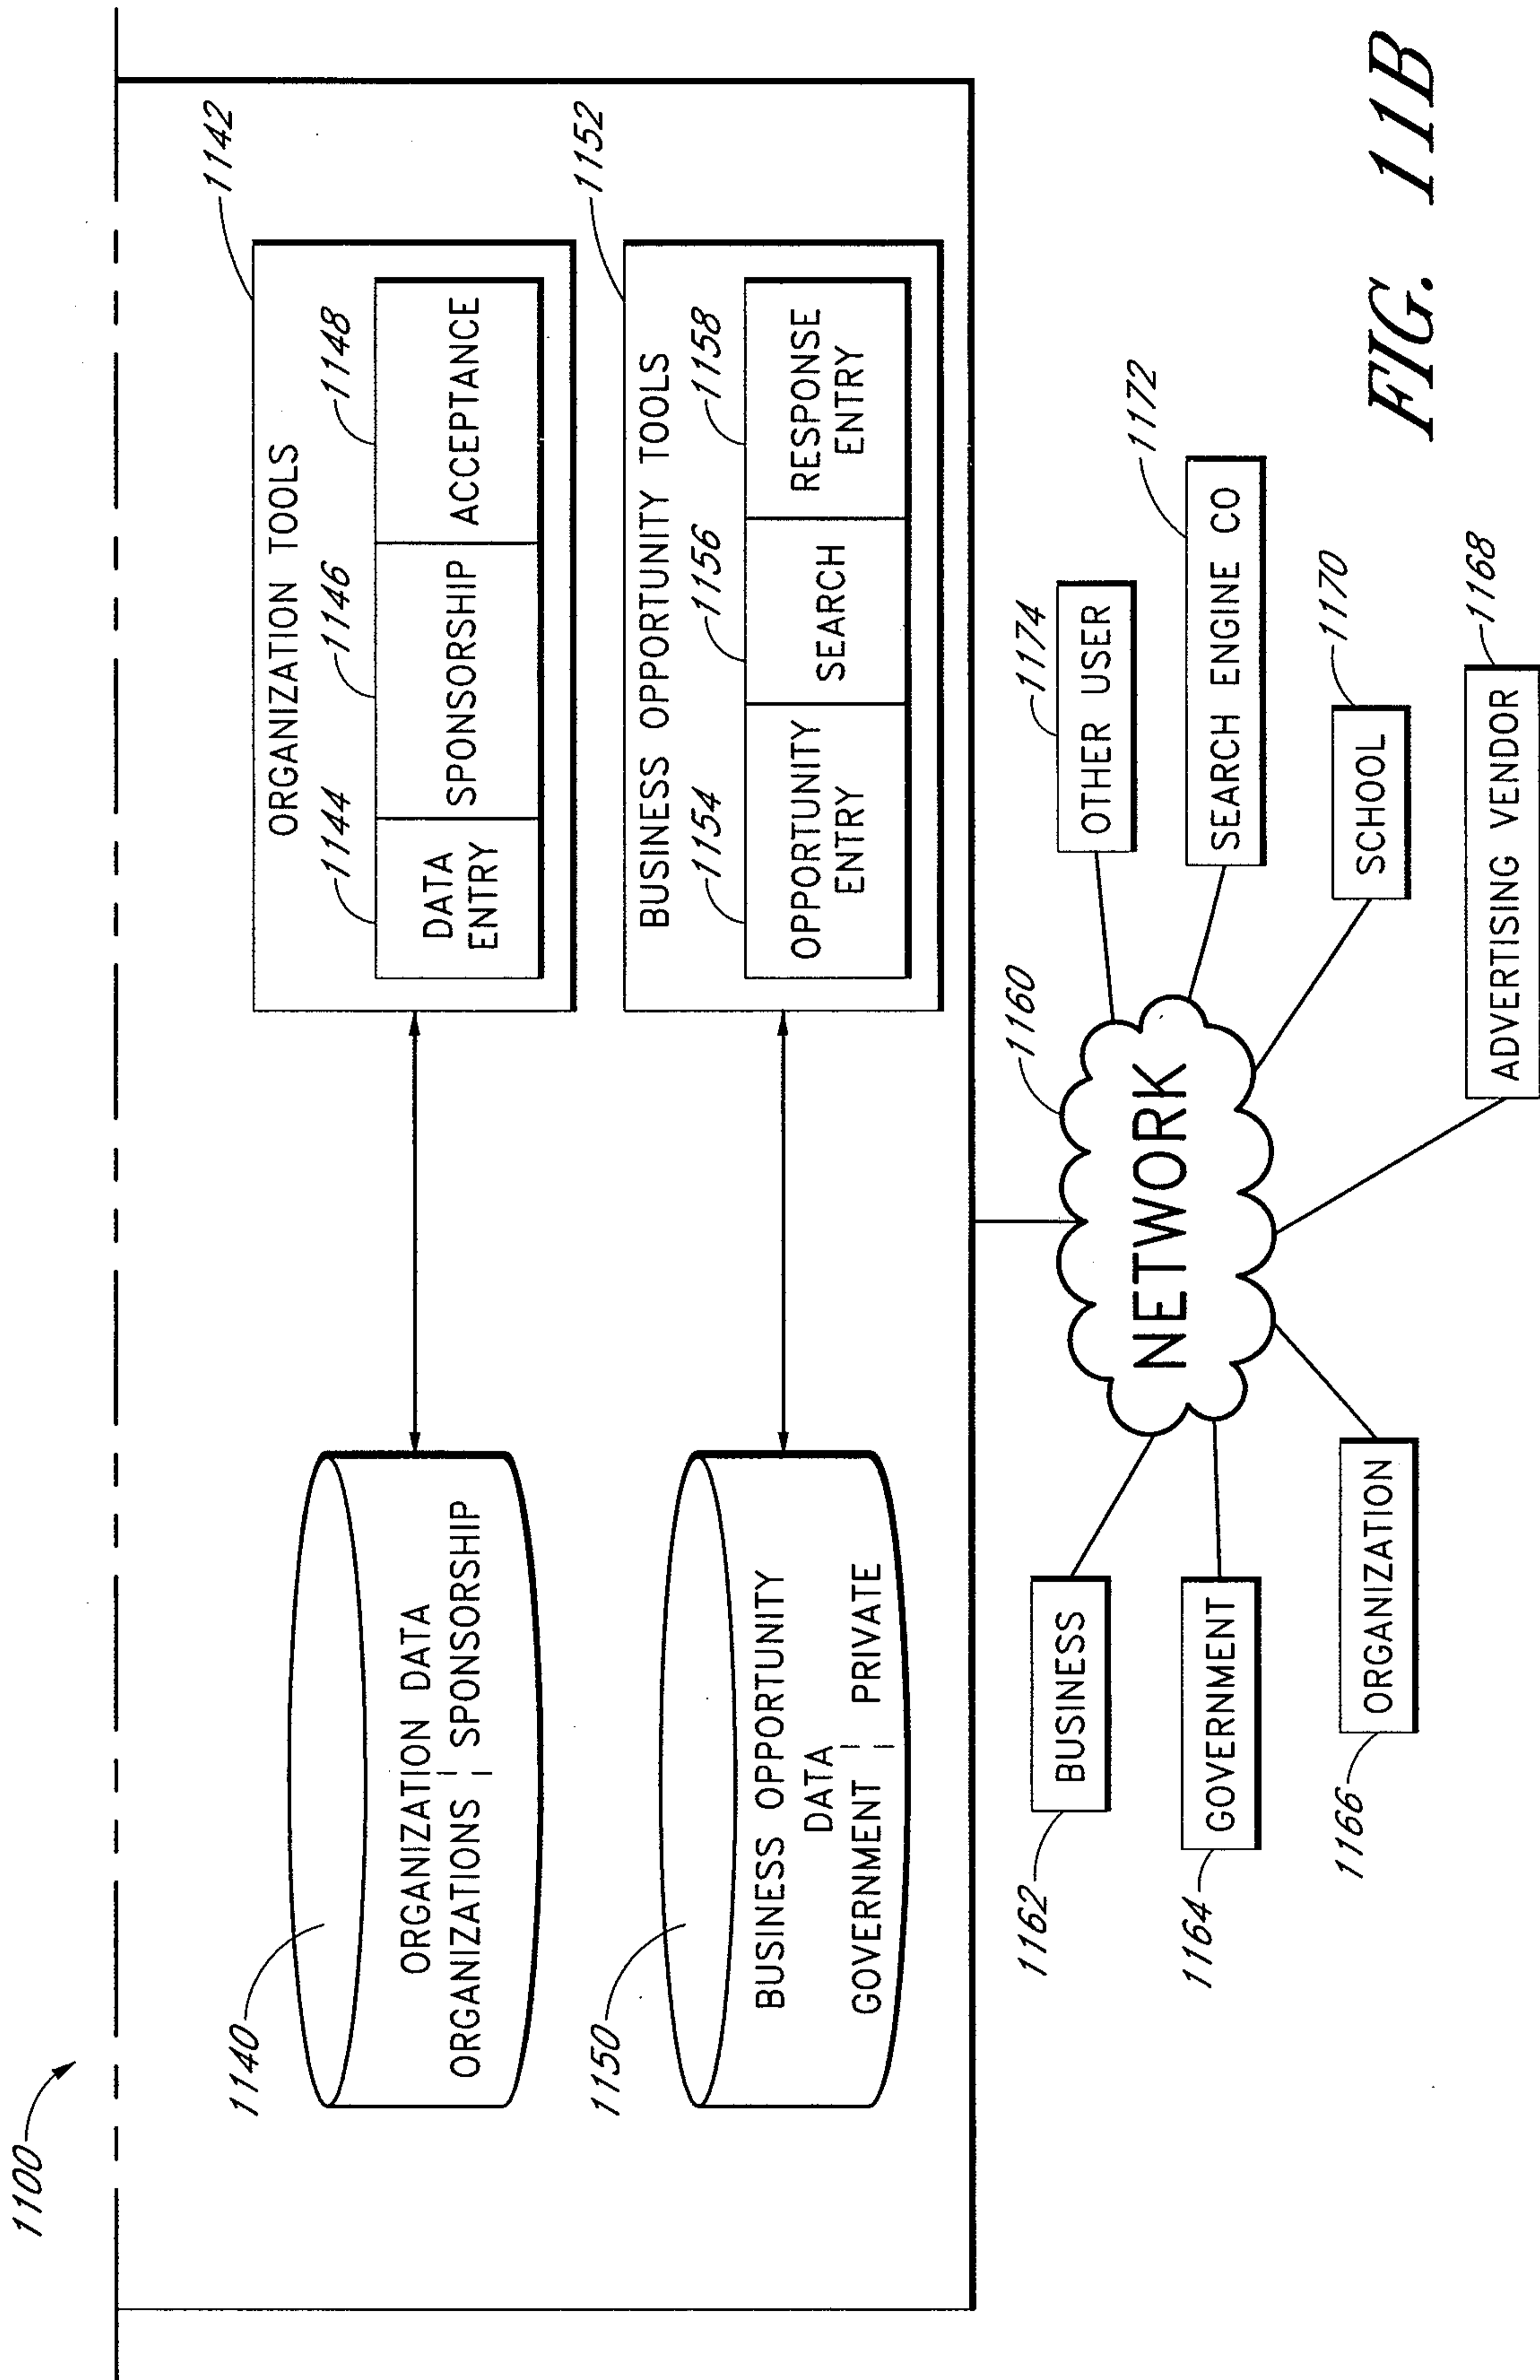 1100
1140
ORGANIZATION DATA
ORGANIZATIONS SPONSORSHIP
1142
ORGANIZATION TOOLS
1144
1146
1148
DATA
ENTRY
SPONSORSHIP
ACCEPTANCE
1150
BUSINESS OPPORTUNITY
DATA
GOVERNMENT PRIVATE
1152
BUSINESS OPPORTUNITY TOOLS
1154
1156
1158
OPPORTUNITY
ENTRY
SEARCH
RESPONSE
ENTRY
1160
NETWORK
1162
BUSINESS
1164
GOVERNMENT
1166
ORGANIZATION
1174
OTHER USER
1172
SEARCH ENGINE CO
1170
SCHOOL
1168
ADVERTISING VENDOR
FIG. 11B